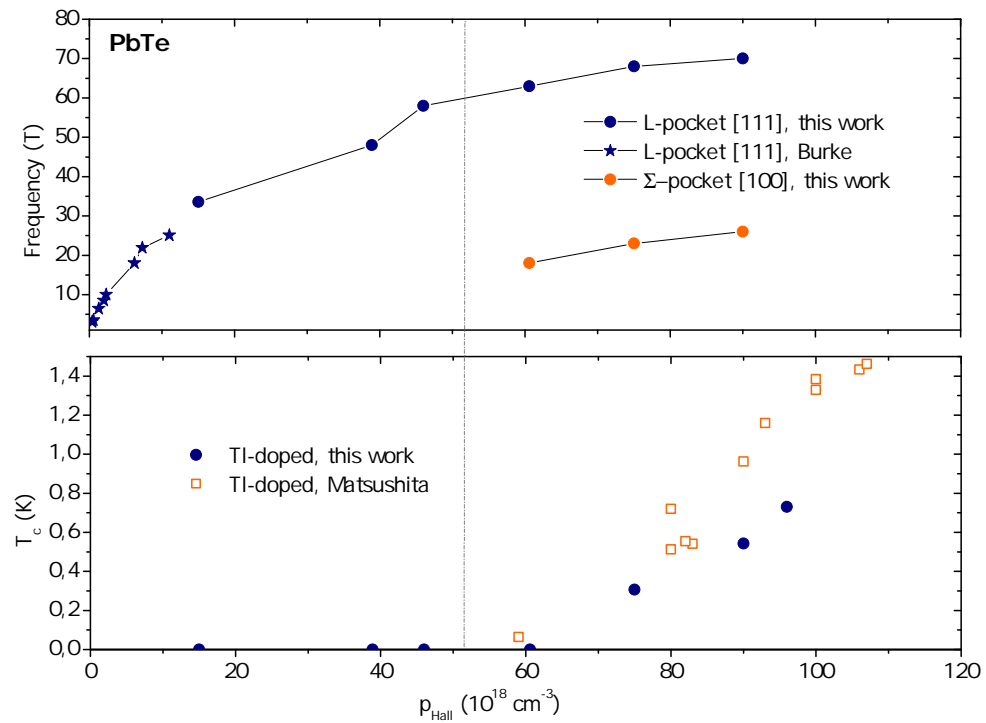 PbTe
80
70
60
50
40
30
20
10
Frequency (T)
L-pocket [111], this work
L-pocket [111], Burke
Σ–pocket [100], this work
1,4
1,2
1,0
0,8
0,6
0,4
0,2
0,0
T_c (K)
Tl-doped, this work
Tl-doped, Matsushita
0 20 40 60 80 100 120
p_Hall (10^18 cm^-3)